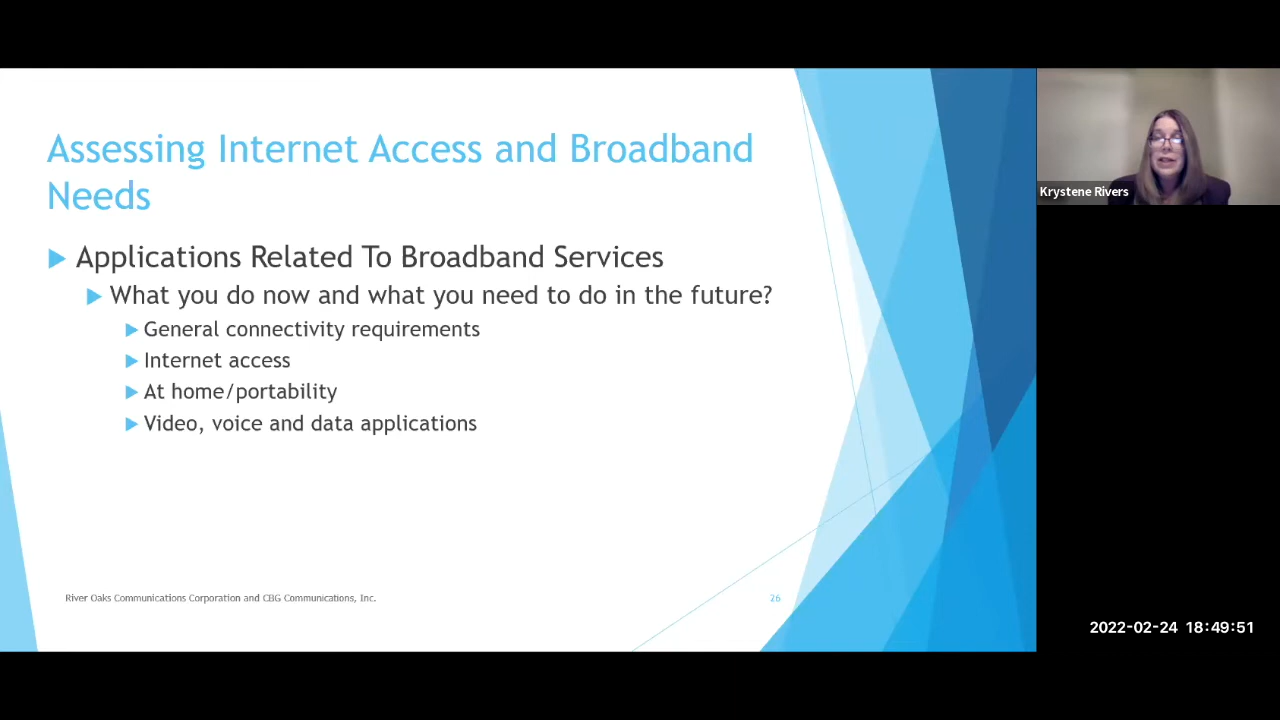 Assessing Internet Access and Broadband
Needs
Applications Related To Broadband Services
What you do now and what you need to do in the future?
General connectivity requirements
Internet access
At home/portability
Video, voice and data applications
River Oaks Communications Corporation and CBG Communications, Inc.
26
Krystene Rivers
2022-02-24 18:49:51